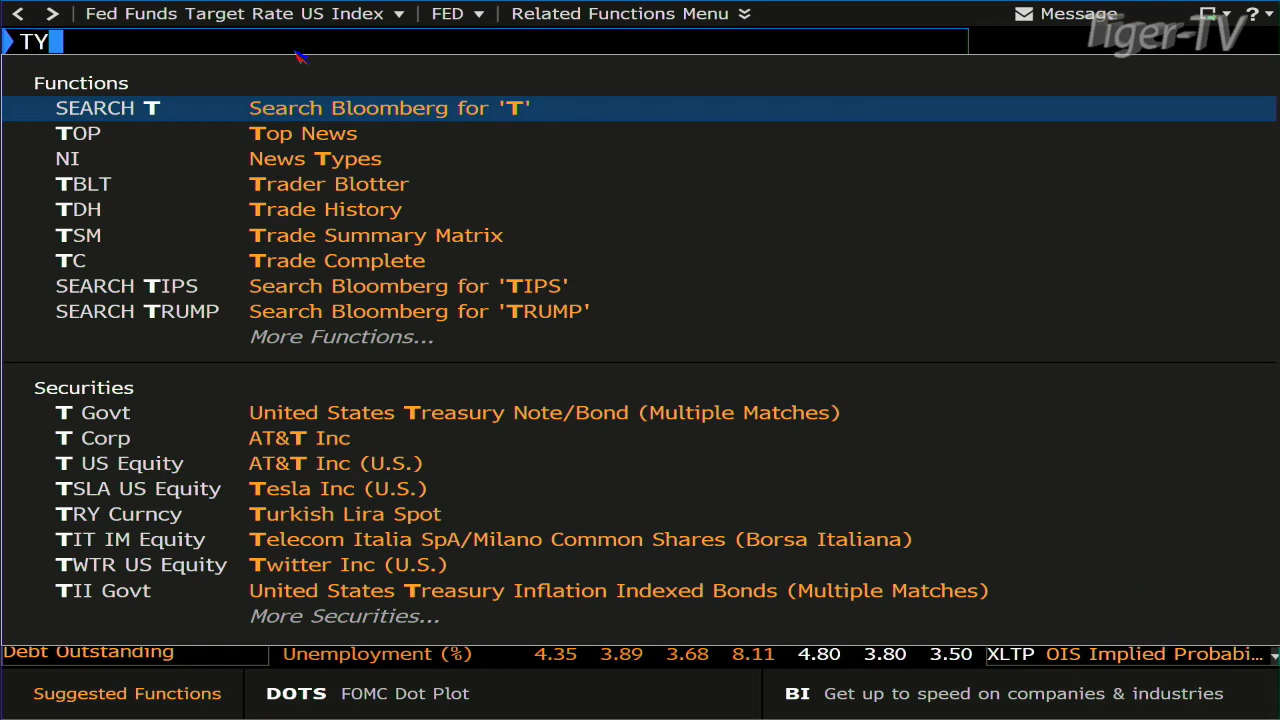 < > Fed Funds Target Rate US Index ▼ FED ▼ Related Functions Menu Message ? ▼
Tiger-TV
TY
Functions
SEARCH T Search Bloomberg for 'T'
TOP Top News
NI News Types
TBLT Trader Blotter
TDH Trade History
TSM Trade Summary Matrix
TC Trade Complete
SEARCH TIPS Search Bloomberg for 'TIPS'
SEARCH TRUMP Search Bloomberg for 'TRUMP'
More Functions...
Securities
T Govt United States Treasury Note/Bond (Multiple Matches)
T Corp AT&T Inc
T US Equity AT&T Inc (U.S.)
TSLA US Equity Tesla Inc (U.S.)
TRY Curncy Turkish Lira Spot
TIT IM Equity Telecom Italia SpA/Milano Common Shares (Borsa Italiana)
TWTR US Equity Twitter Inc (U.S.)
TII Govt United States Treasury Inflation Indexed Bonds (Multiple Matches)
More Securities...
Debt Outstanding Unemployment (%) 4.35 3.89 3.68 8.11 4.80 3.80 3.50 XLTP OIS Implied Probabi...
Suggested Functions DOTS FOMC Dot Plot BI Get up to speed on companies & industries